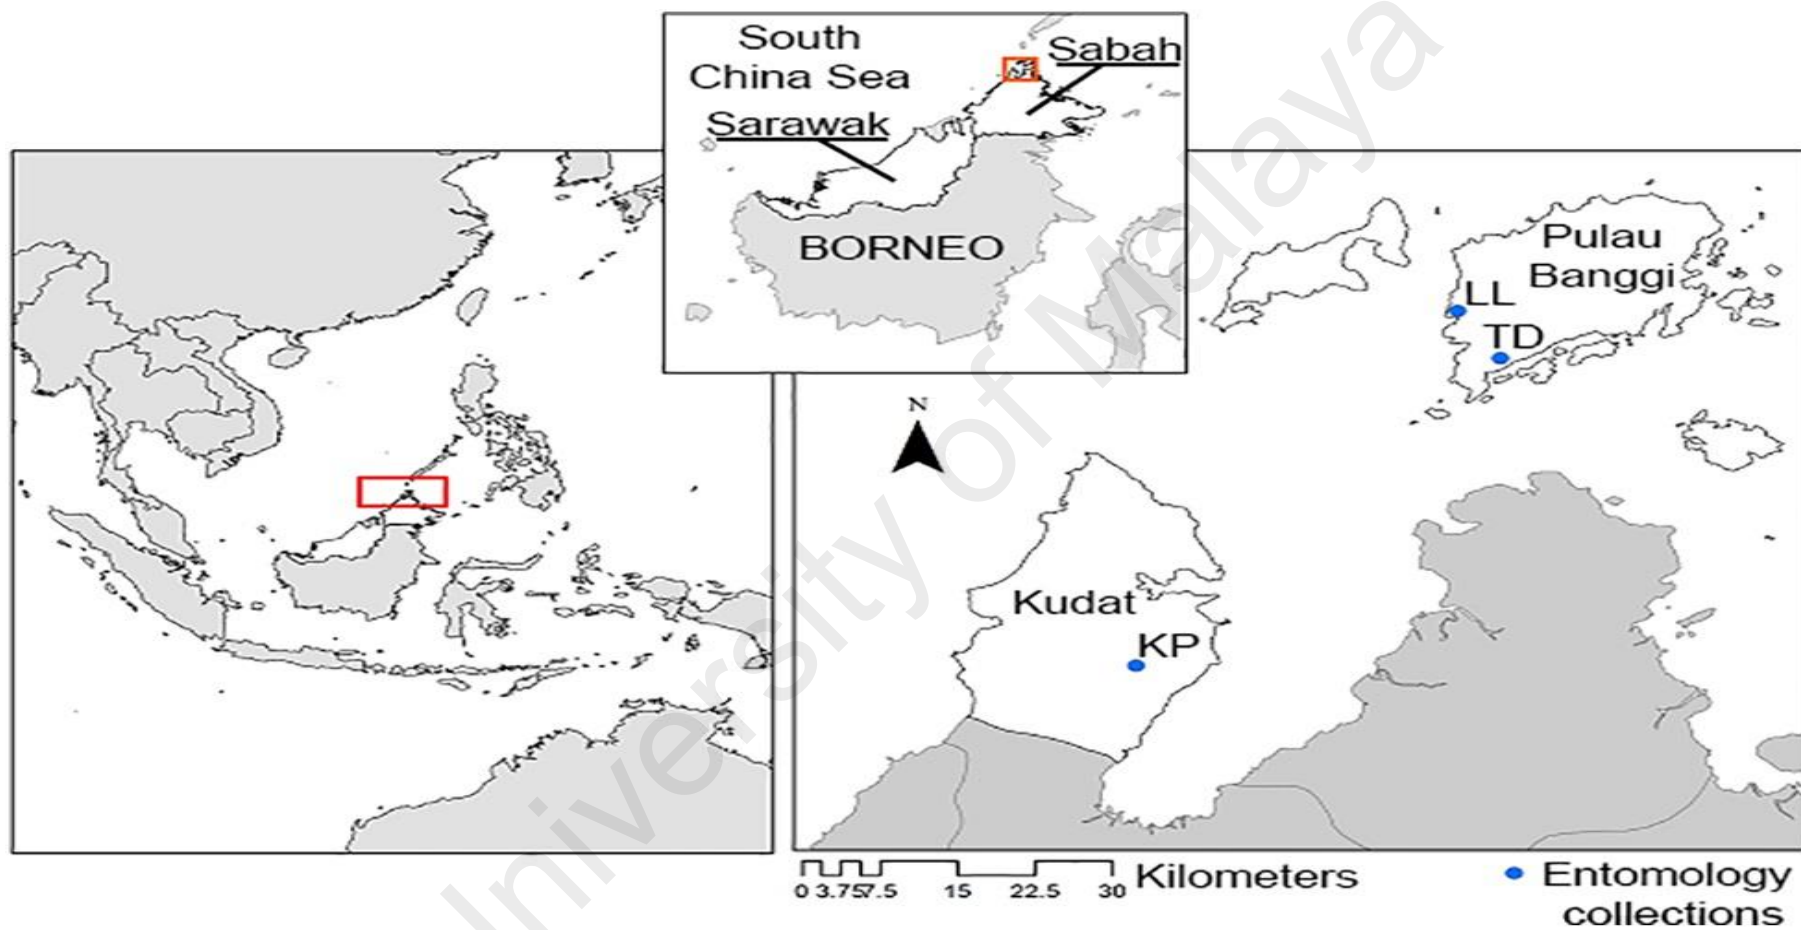 South
China Sea
Sabah
Sarawak
BORNEO
Pulau
Banggi
LL
TD
N
Kudat
KP
0 3.75 7.5 15 22.5 30 Kilometers
Entomology
collections
University of Malaya